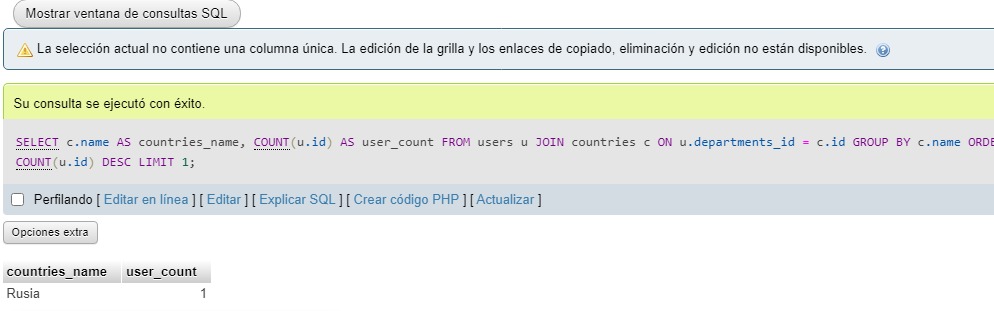 Mostrar ventana de consultas SQL
La selección actual no contiene una columna única. La edición de la grilla y los enlaces de copiado, eliminación y edición no están disponibles.
Su consulta se ejecutó con éxito.
SELECT c.name AS countries_name, COUNT(u.id) AS user_count FROM users u JOIN countries c ON u.departments_id = c.id GROUP BY c.name ORDE
COUNT(u.id) DESC LIMIT 1;
Perfilando [ Editar en línea ] [ Editar ] [ Explicar SQL ] [ Crear código PHP ] [ Actualizar ]
Opciones extra
countries_name user_count
Rusia 1